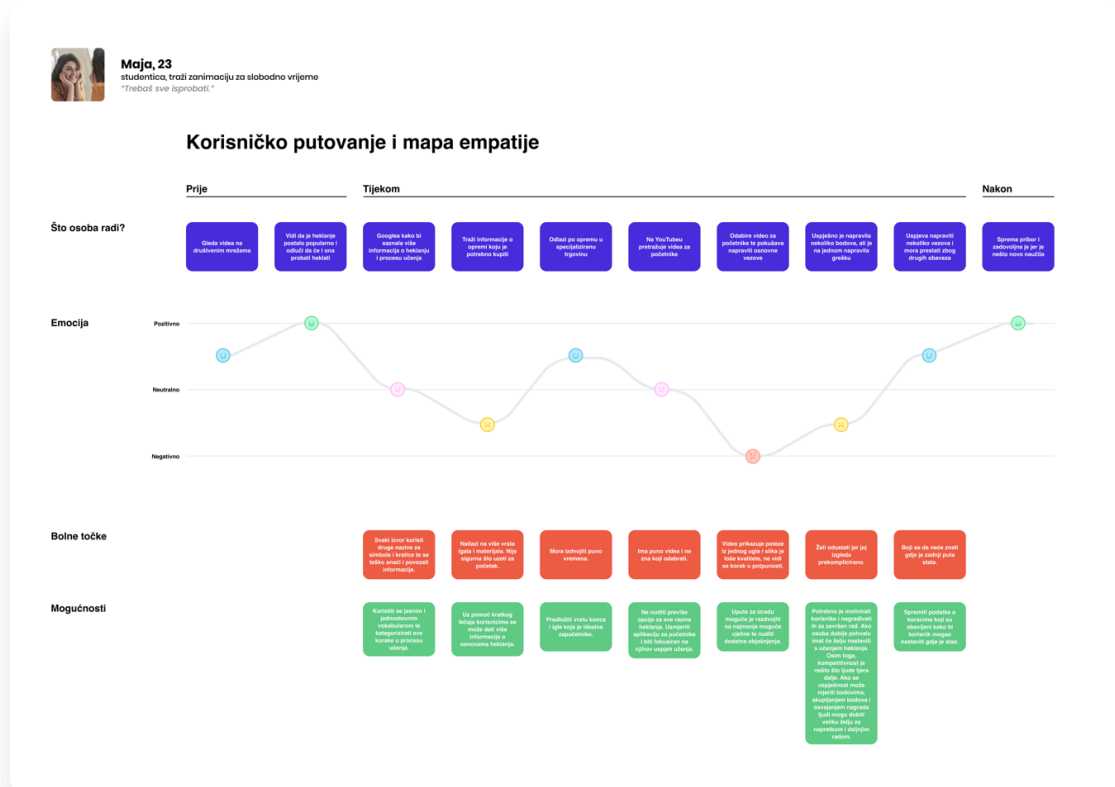 Maja, 23
studentica, traži zanimaciju za slobodno vrijeme
"Trebaš sve isprobati."
Korisničko putovanje i mapa empatije
Prije
Tijekom
Nakon
Što osoba radi?
Gleda videa na
društvenim mrežama
Vidi da je heklanje
postalo popularno i
odluči da će i ona
probati heklati
Googlea kako bi
saznala više
informacija o heklanju
i procesu učenja
Traži informacije o
opremi koju je
potrebno kupiti
Odlazi po opremu u
specijaliziranu
trgovinu
Na YouTubeu
pretražuje videa za
početnike
Odabire video za
početnike te pokušava
napraviti osnovne
vezove
Uspješno je napravila
nekoliko bodova, ali je
na jednom napravila
grešku
Uspjeva napraviti
nekoliko vezova i
mora prestati zbog
drugih obaveza
Sprema pribor i
zadovoljna je jer je
nešto novo naučila
Emocija
Pozitivno
Neutralno
Negativno
Bolne točke
Svaki izvor koristi
druge nazive za
simbole i kratice te se
teško snaći i povezati
informacije.
Nailazi na više vrsta
igala i materijala. Nije
sigurna što uzeti za
početak.
Mora izdvojiti puno
vremena.
Ima puno videa i ne
zna koji odabrati.
Video prikazuje poteze
iz jednog ugla i slika je
loše kvalitete, ne vidi
se korak u potpunosti.
Želi odustati jer joj
izgleda
prekomplicirano.
Boji se da neće znati
gdje je zadnji puta
stala.
Mogućnosti
Koristiti se jasnim i
jednostavnim
vokabularom te
kategorizirati sve
korake u procesu
učenja.
Uz pomoć kratkog
tečaja korisnicima se
može dati više
informacija o
osnovama heklanja.
Predložiti vrstu konca
i igle koja je idealna
započetnike.
Ne nuditi previše
opcija za sve razine
heklanja. Usmjeriti
aplikaciju za početnike
i biti fokusiran na
njihov uspjeh učenja.
Upute za izradu
moguće je razdvojiti
na najmanje moguće
cjeline te nuditi
dodatna objašnjenja.
Potrebno je motivirati
korisnike i nagrađivati
ih za završen rad. Ako
osoba dobije pohvalu
imat će želju nastaviti
s učenjem heklanja.
Osim toga,
kompetitivnost je
nešto što ljude tjera
dalje. Ako se
uspješnost može
mjeriti bodovima,
skupljanjem bodova i
osvajanjem nagrada
ljudi mogu dobiti
veliku želju za
napretkom i daljnjim
radom.
Spremiti podatke o
koracima koji su
obavljeni kako bi
korisnik mogao
nastaviti gdje je stao.